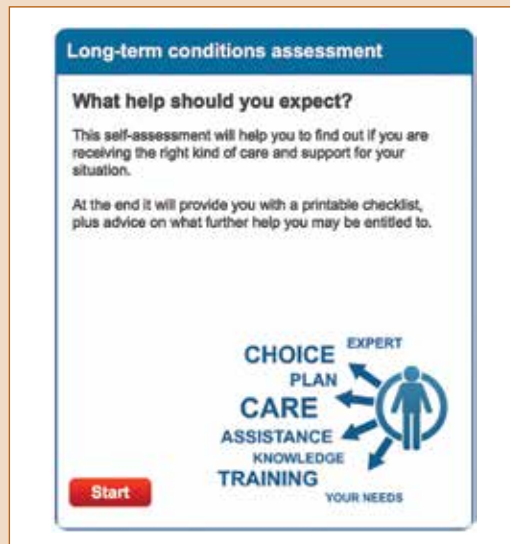 Long-term conditions assessment
What help should you expect?
This self-assessment will help you to find out if you are
receiving the right kind of care and support for your
situation.
At the end it will provide you with a printable checklist,
plus advice on what further help you may be entitled to.
EXPERT
CHOICE
PLAN
CARE
ASSISTANCE
KNOWLEDGE
TRAINING
YOUR NEEDS
Start